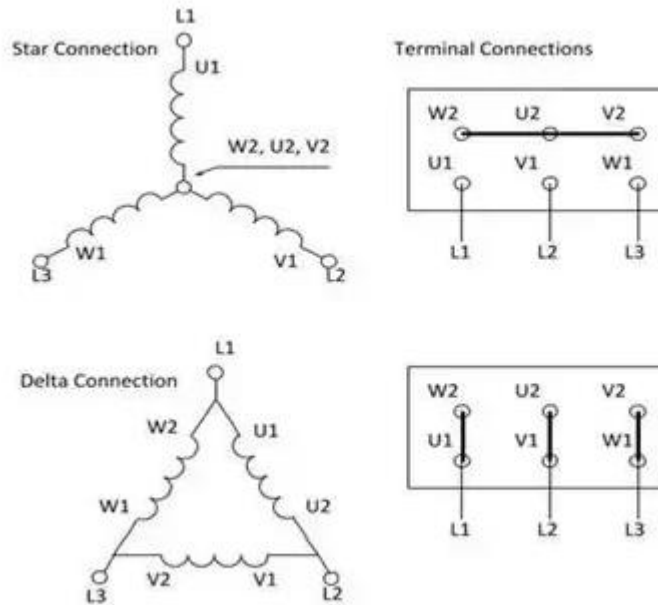 L1
Star Connection
U1
W2, U2, V2
W1
V1
L3
L2
Terminal Connections
W2 U2 V2
U1 V1 W1
L1 L2 L3
L1
Delta Connection
W2 U1
W1 U2
V2 V1
L3 L2
W2 U2 V2
U1 V1 W1
L1 L2 L3